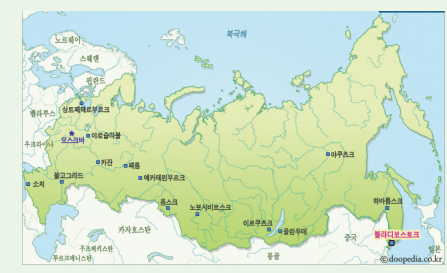 노르웨이
북극해
스웨덴
핀란드
상트페테르부르크
벨라루스
야로슬라블
모스크바
우크라이나
카잔
페름
야쿠츠크
볼고그라드
예카테린부르크
소치
옴스크
노보시비르스크
하바롭스크
이르쿠츠크
울란우데
카자흐스탄
블라디보스토크
중국
우즈베키스탄
몽골
일본
투르크메니스탄
©doopedia.co.kr